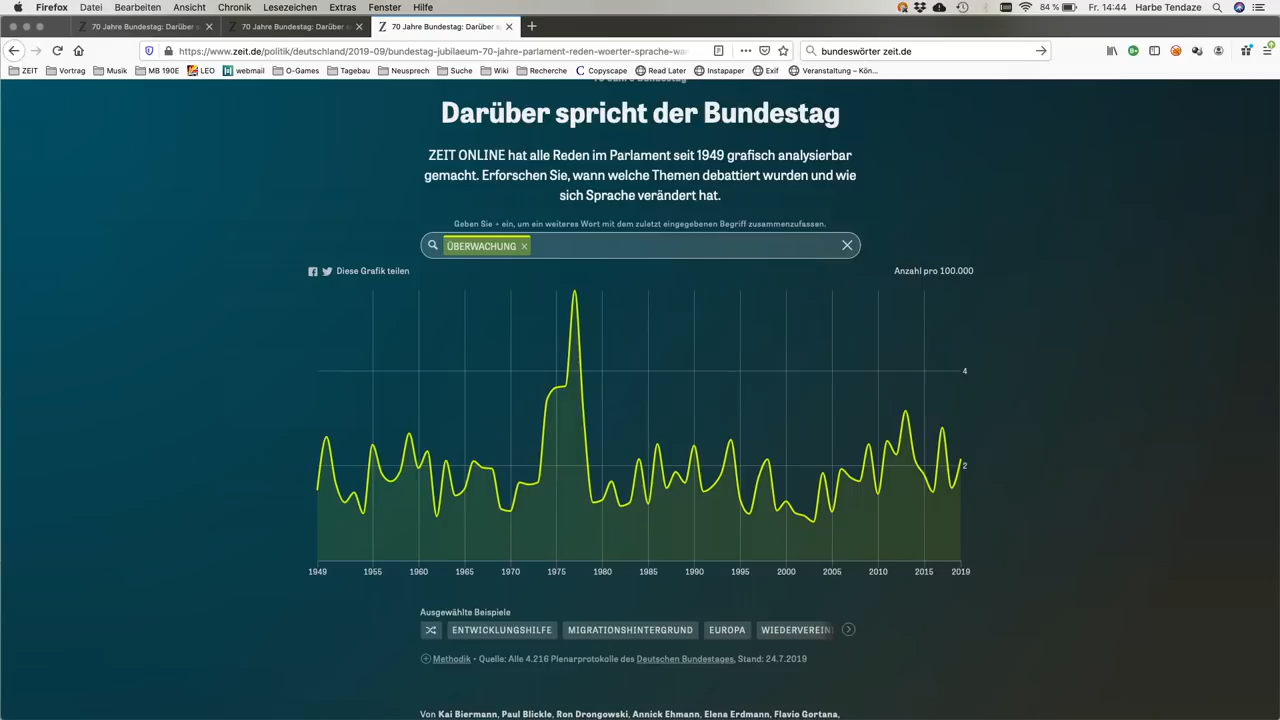 Firefox Datei Bearbeiten Ansicht Chronik Lesezeichen Extras Fenster Hilfe 84 % Fr. 14:44 Harbe Tendaze
70 Jahre Bundestag: Darüber s 70 Jahre Bundestag: Darüber s 70 Jahre Bundestag: Darüber s
https://www.zeit.de/politik/deutschland/2019-09/bundestag-jubilaeum-70-jahre-parlament-reden-woerter-sprache-wa bundeswörter zeit.de
ZEIT Vortrag Musik MB 190E LEO webmail O-Games Tagebau Neusprech Suche Wiki Recherche Copyscape Read Later Instapaper Exif Veranstaltung – Kön...
70 Jahre Bundestag
Darüber spricht der Bundestag
ZEIT ONLINE hat alle Reden im Parlament seit 1949 grafisch analysierbar
gemacht. Erforschen Sie, wann welche Themen debattiert wurden und wie
sich Sprache verändert hat.
Geben Sie + ein, um ein weiteres Wort mit dem zuletzt eingegebenen Begriff zusammenzufassen.
ÜBERWACHUNG ×
Diese Grafik teilen Anzahl pro 100.000
4
2
1949 1955 1960 1965 1970 1975 1980 1985 1990 1995 2000 2005 2010 2015 2019
Ausgewählte Beispiele
ENTWICKLUNGSHILFE MIGRATIONSHINTERGRUND EUROPA WIEDERVEREIN
Methodik • Quelle: Alle 4.216 Plenarprotokolle des Deutschen Bundestages, Stand: 24.7.2019
Von Kai Biermann, Paul Blickle, Ron Drongowski, Annick Ehmann, Elena Erdmann, Flavio Gortana,